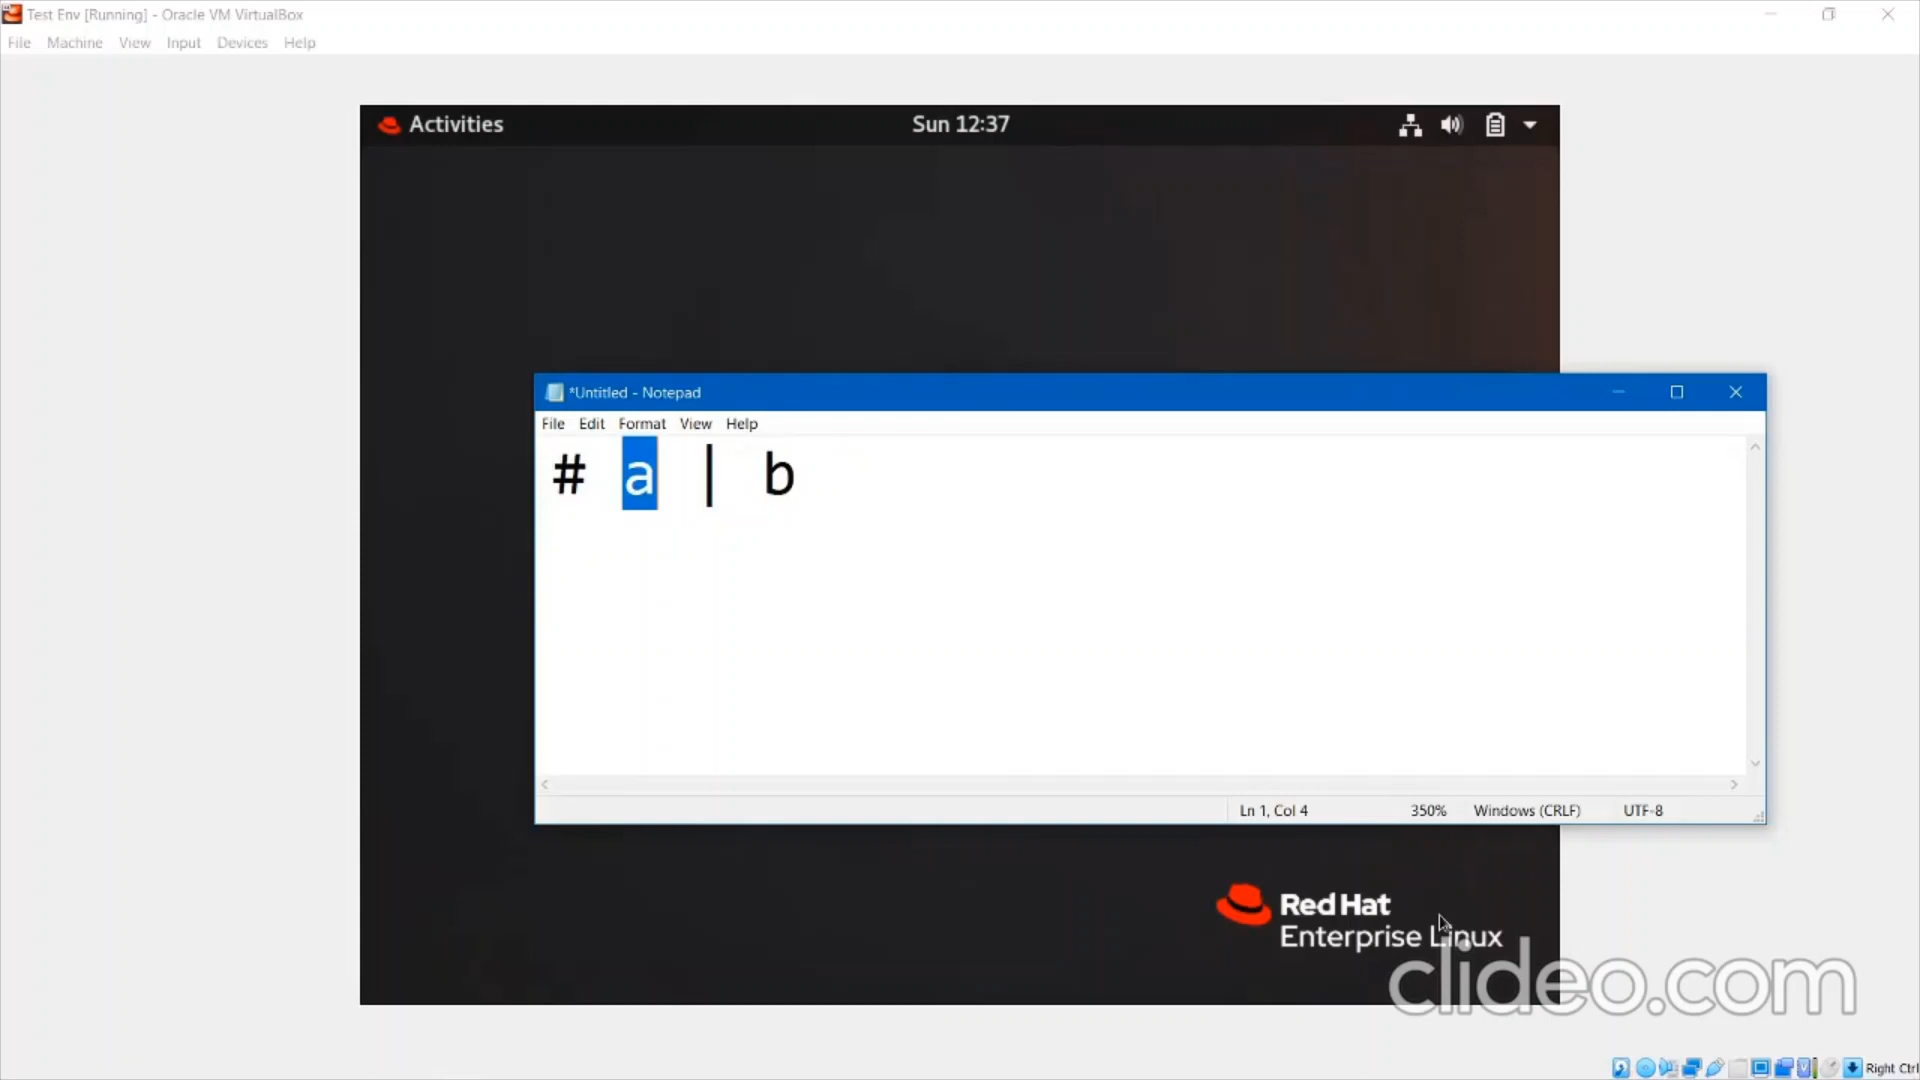 Test Env [Running] - Oracle VM VirtualBox
File Machine View Input Devices Help
Activities
Sun 12:37
*Untitled - Notepad
File Edit Format View Help
# a | b
Ln 1, Col 4
350%
Windows (CRLF)
UTF-8
Red Hat
Enterprise Linux
clideo.com
Right Ctrl